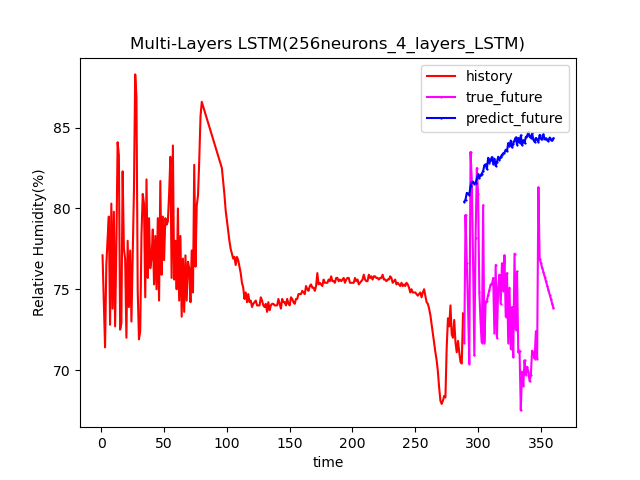 Multi-Layers LSTM(256neurons_4_layers_LSTM)
history
true_future
predict_future
Relative Humidity(%)
85
80
75
70
0 50 100 150 200 250 300 350
time